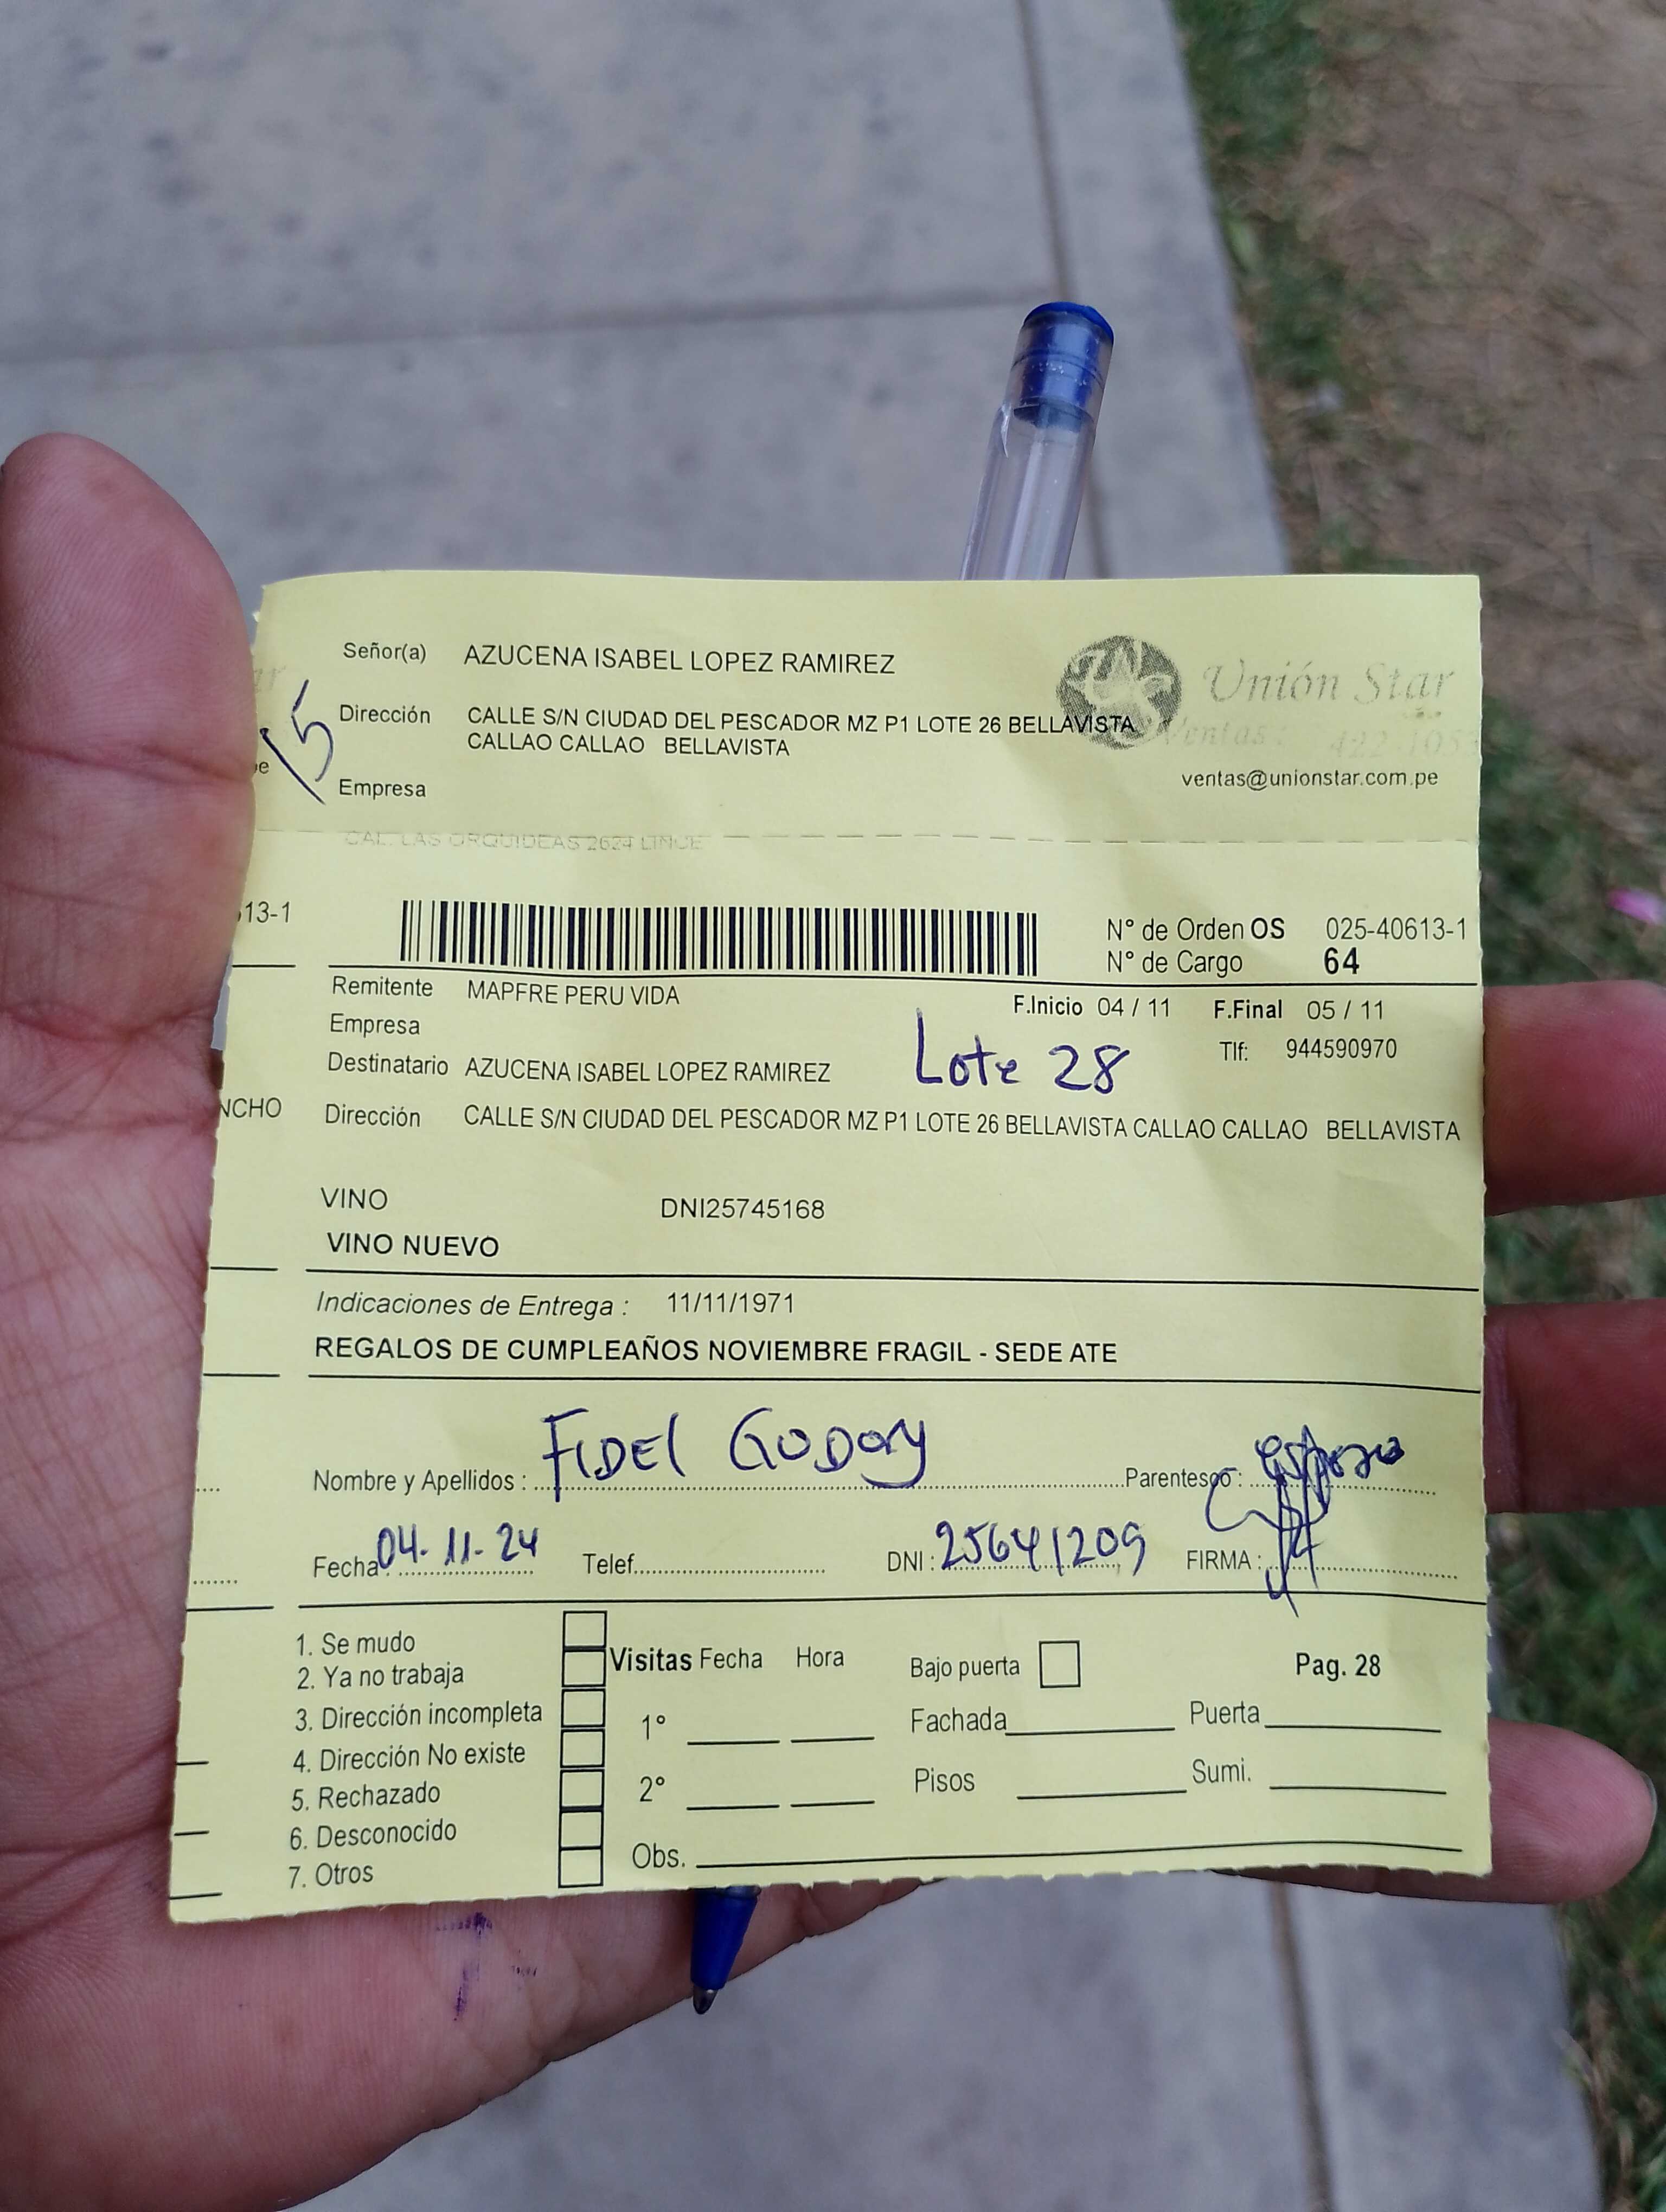 Señor(a) AZUCENA ISABEL LOPEZ RAMIREZ
Unión Star
15
Dirección CALLE S/N CIUDAD DEL PESCADOR MZ P1 LOTE 26 BELLAVISTA
CALLAO CALLAO BELLAVISTA
Ventas:
ventas@unionstar.com.pe
Empresa
CAL. LAS ORQUIDEAS 2624 LINCE
13-1
N° de Orden OS 025-40613-1
N° de Cargo 64
Remitente MAPFRE PERU VIDA
F.Inicio 04 / 11 F.Final 05 / 11
Empresa
Lote 28
Tlf: 944590970
Destinatario AZUCENA ISABEL LOPEZ RAMIREZ
NCHO
Dirección CALLE S/N CIUDAD DEL PESCADOR MZ P1 LOTE 26 BELLAVISTA CALLAO CALLAO BELLAVISTA
VINO DNI25745168
VINO NUEVO
Indicaciones de Entrega : 11/11/1971
REGALOS DE CUMPLEAÑOS NOVIEMBRE FRAGIL - SEDE ATE
Nombre y Apellidos : FIDEl GODOy Parentesco : esposo
Fecha : 04-11-24 Telef. DNI : 25641209 FIRMA :
1. Se mudo
2. Ya no trabaja
3. Dirección incompleta
4. Dirección No existe
5. Rechazado
6. Desconocido
7. Otros
Visitas Fecha Hora
1°
2°
Obs.
Bajo puerta
Pag. 28
Fachada Puerta
Pisos Sumi.